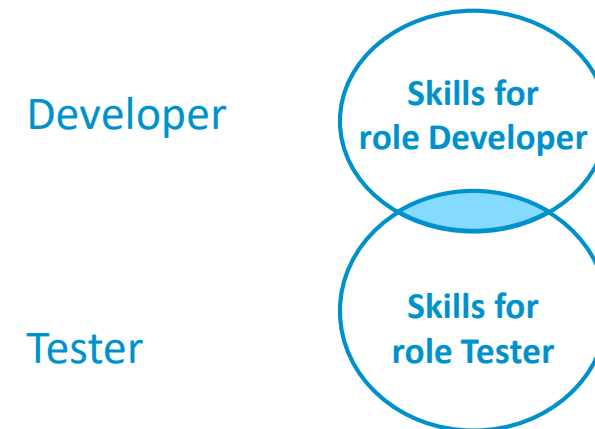 Developer
Skills for
role Developer
Tester
Skills for
role Tester